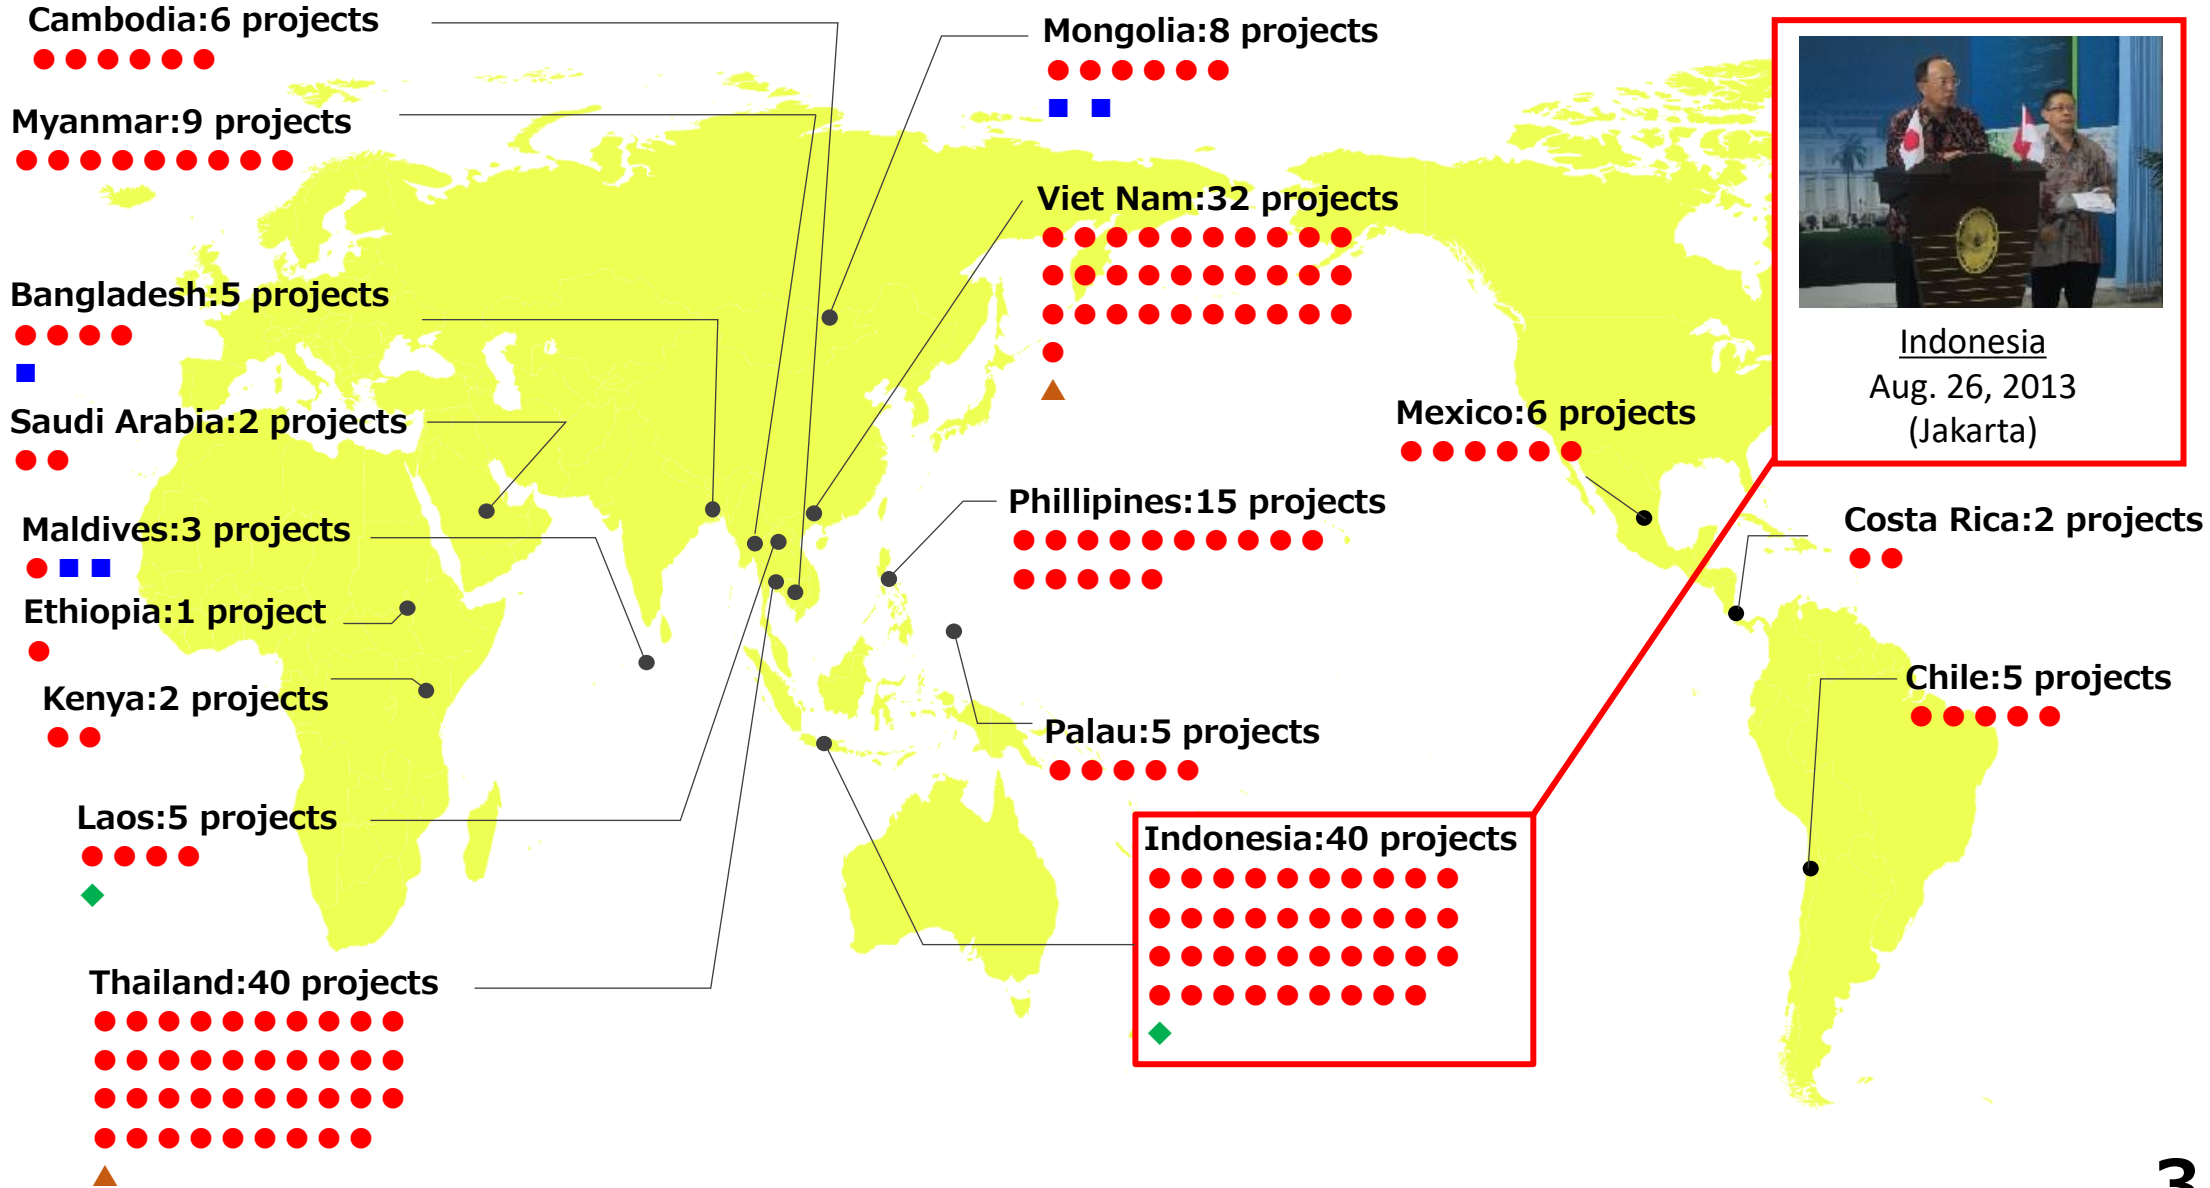 Cambodia:6 projects
Mongolia:8 projects
Myanmar:9 projects
Viet Nam:32 projects
Bangladesh:5 projects
Indonesia
Aug. 26, 2013
(Jakarta)
Saudi Arabia:2 projects
Mexico:6 projects
Phillipines:15 projects
Costa Rica:2 projects
Maldives:3 projects
Ethiopia:1 project
Kenya:2 projects
Chile:5 projects
Palau:5 projects
Laos:5 projects
Indonesia:40 projects
Thailand:40 projects
3